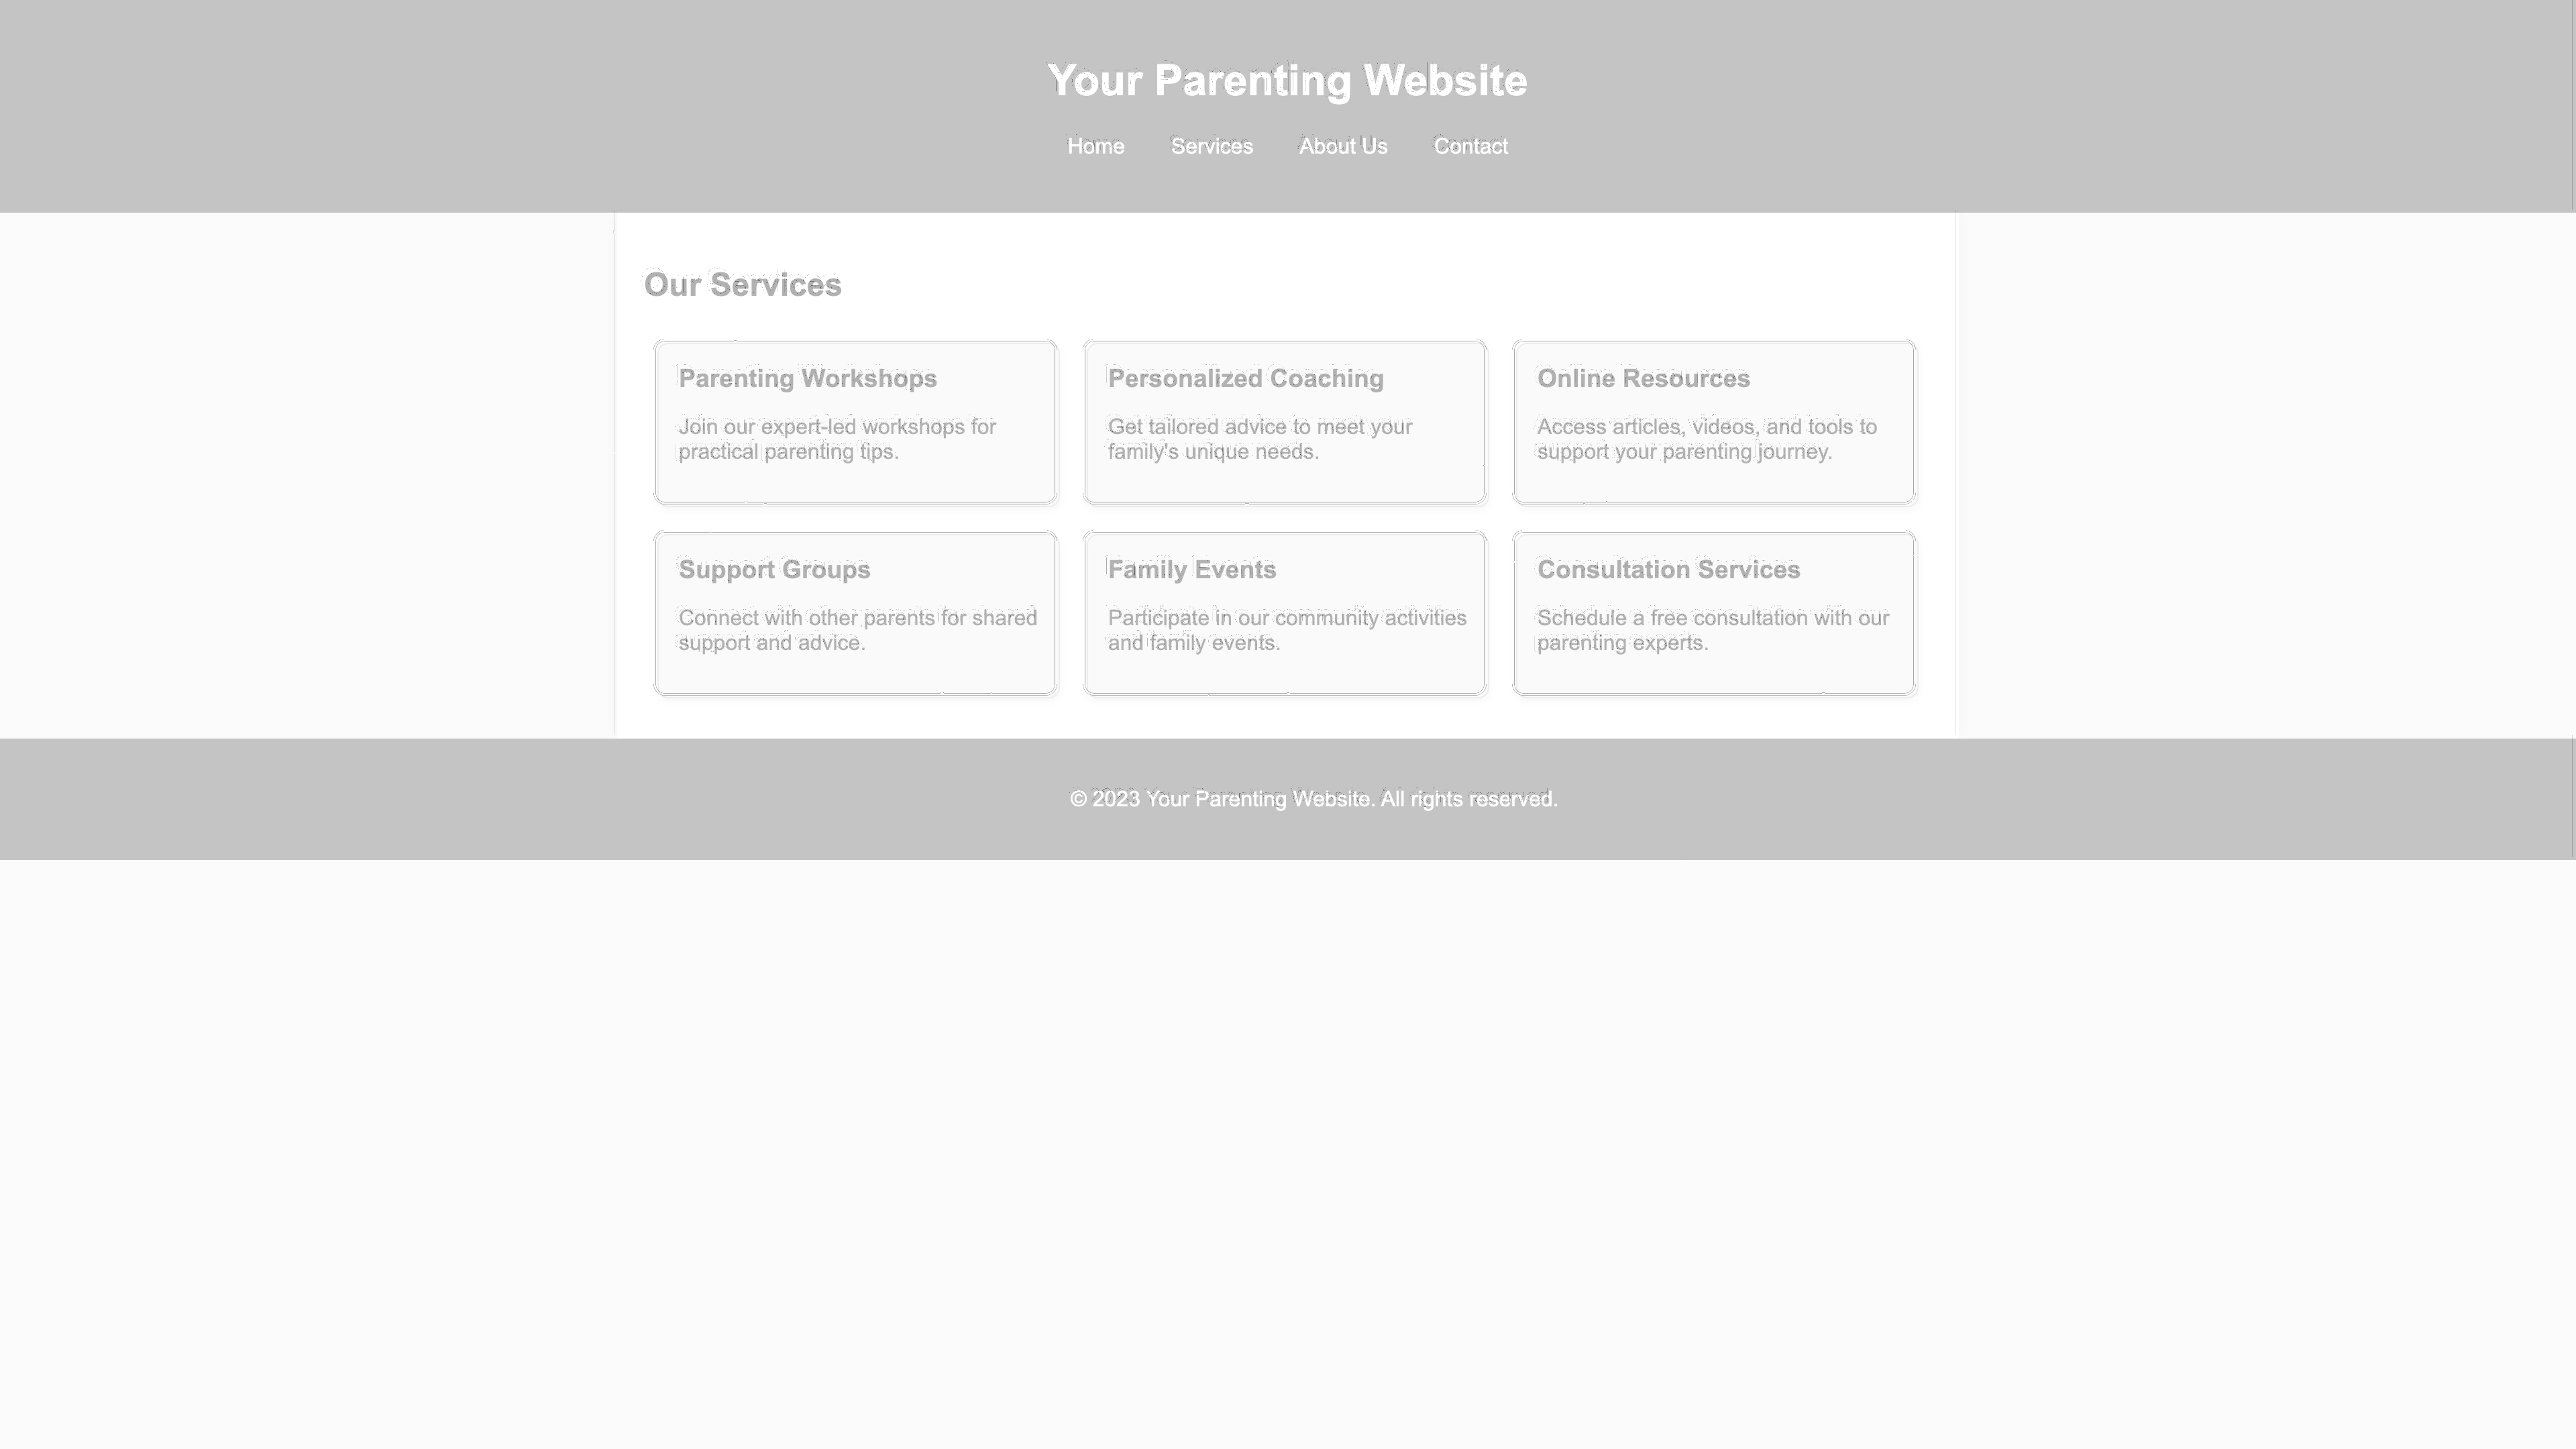 Your Parenting Website
Home Services About Us Contact
Our Services
Parenting Workshops
Join our expert-led workshops for
practical parenting tips.
Personalized Coaching
Get tailored advice to meet your
family's unique needs.
Online Resources
Access articles, videos, and tools to
support your parenting journey.
Support Groups
Connect with other parents for shared
support and advice.
Family Events
Participate in our community activities
and family events.
Consultation Services
Schedule a free consultation with our
parenting experts.
© 2023 Your Parenting Website. All rights reserved.